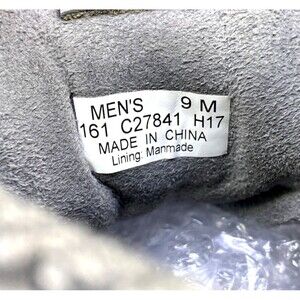 MEN'S 9 M
161 C27841 H17
MADE IN CHINA
Lining: Manmade